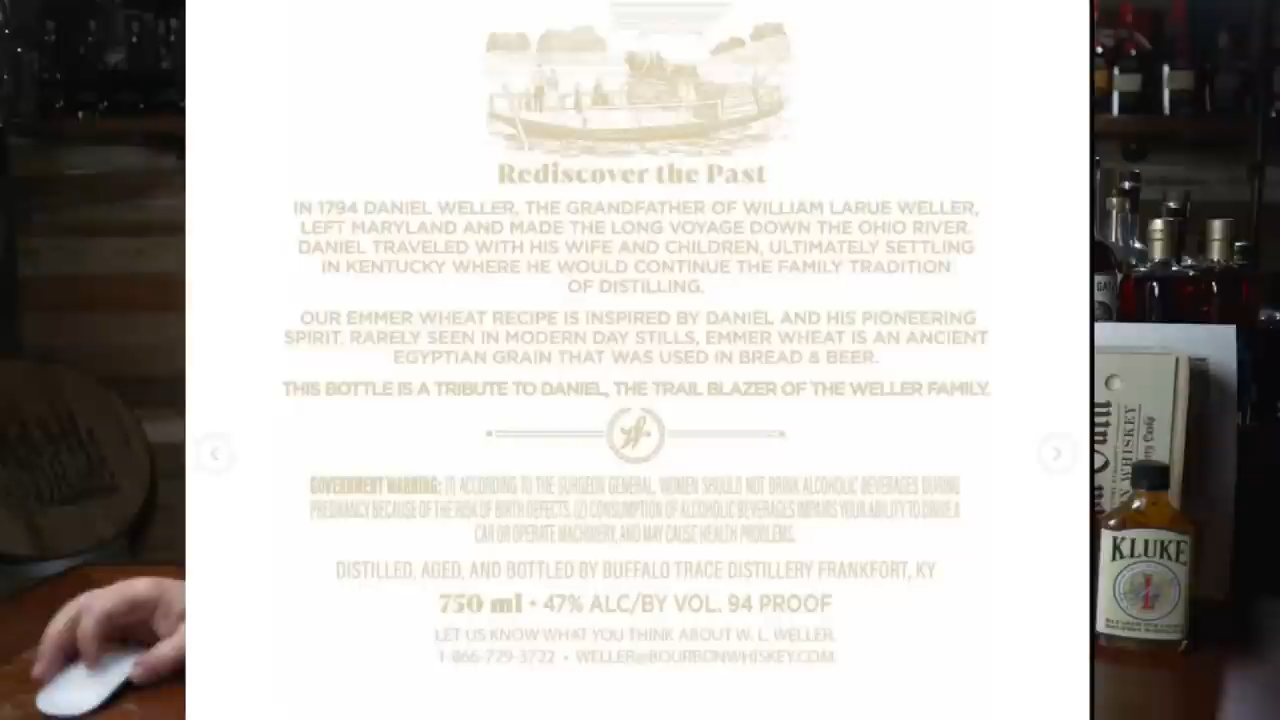 Rediscover the Past
IN 1794 DANIEL WELLER, THE GRANDFATHER OF WILLIAM LARUE WELLER,
LEFT MARYLAND AND MADE THE LONG VOYAGE DOWN THE OHIO RIVER.
DANIEL TRAVELED WITH HIS WIFE AND CHILDREN, ULTIMATELY SETTLING
IN KENTUCKY WHERE HE WOULD CONTINUE THE FAMILY TRADITION
OF DISTILLING.
OUR EMMER WHEAT RECIPE IS INSPIRED BY DANIEL AND HIS PIONEERING
SPIRIT. RARELY SEEN IN MODERN DAY STILLS, EMMER WHEAT IS AN ANCIENT
EGYPTIAN GRAIN THAT WAS USED IN BREAD & BEER.
THIS BOTTLE IS A TRIBUTE TO DANIEL, THE TRAIL BLAZER OF THE WELLER FAMILY.
W
GOVERNMENT WARNING: (1) ACCORDING TO THE SURGEON GENERAL, WOMEN SHOULD NOT DRINK ALCOHOLIC BEVERAGES DURING
PREGNANCY BECAUSE OF THE RISK OF BIRTH DEFECTS. (2) CONSUMPTION OF ALCOHOLIC BEVERAGES IMPAIRS YOUR ABILITY TO DRIVE A
CAR OR OPERATE MACHINERY, AND MAY CAUSE HEALTH PROBLEMS.
DISTILLED, AGED, AND BOTTLED BY BUFFALO TRACE DISTILLERY FRANKFORT, KY
750 ml • 47% ALC/BY VOL. 94 PROOF
LET US KNOW WHAT YOU THINK ABOUT W. L. WELLER.
1-866-729-3722 • WELLER@BOURBONWHISKEY.COM
WHISKEY
KLUKE